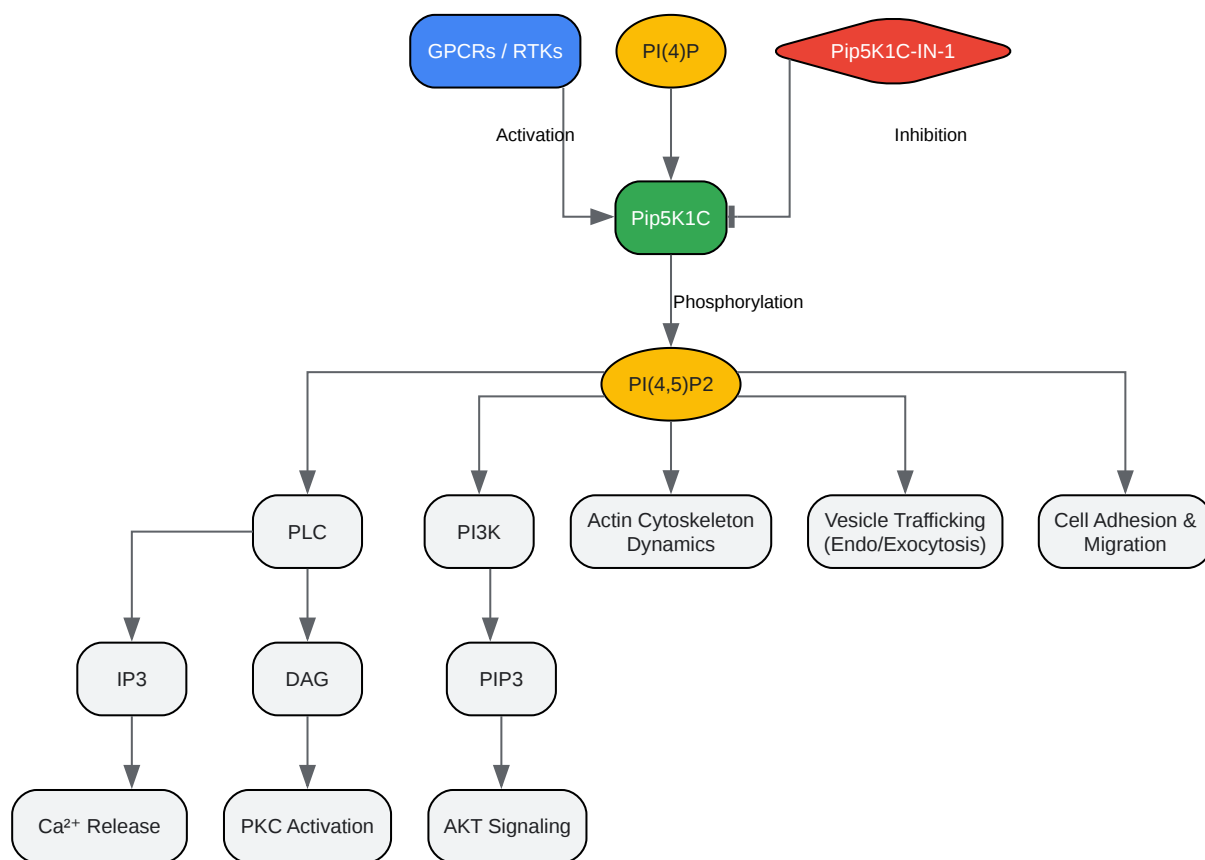 GPCRs / RTKs
PI(4)P
Pip5K1C-IN-1
Activation
Inhibition
Pip5K1C
Phosphorylation
PI(4,5)P2
PLC
PI3K
Actin Cytoskeleton
Dynamics
Vesicle Trafficking
(Endo/Exocytosis)
Cell Adhesion &
Migration
IP3
DAG
PIP3
Ca²⁺ Release
PKC Activation
AKT Signaling